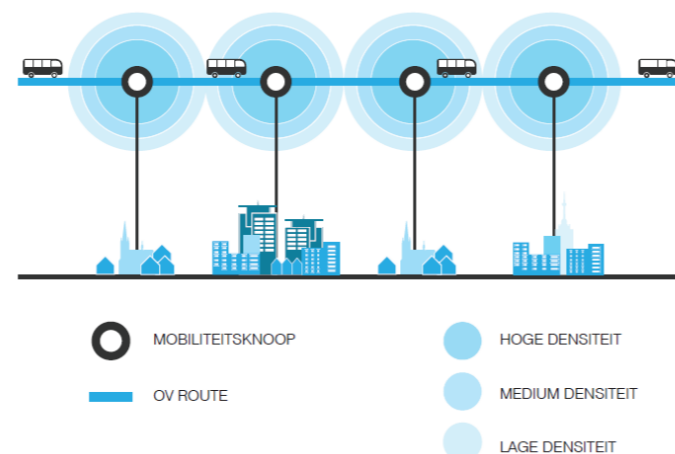 MOBILITEITSKNOOP
OV ROUTE
HOGE DENSITEIT
MEDIUM DENSITEIT
LAGE DENSITEIT